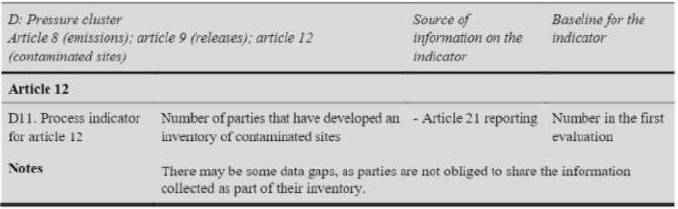 D: Pressure cluster
Article 8 (emissions); article 9 (releases); article 12
(contaminated sites)
Source of
information on the
indicator
Baseline for the
indicator
Article 12
D11. Process indicator
for article 12
Number of parties that have developed an
inventory of contaminated sites
- Article 21 reporting
Number in the first
evaluation
Notes
There may be some data gaps, as parties are not obliged to share the information
collected as part of their inventory.